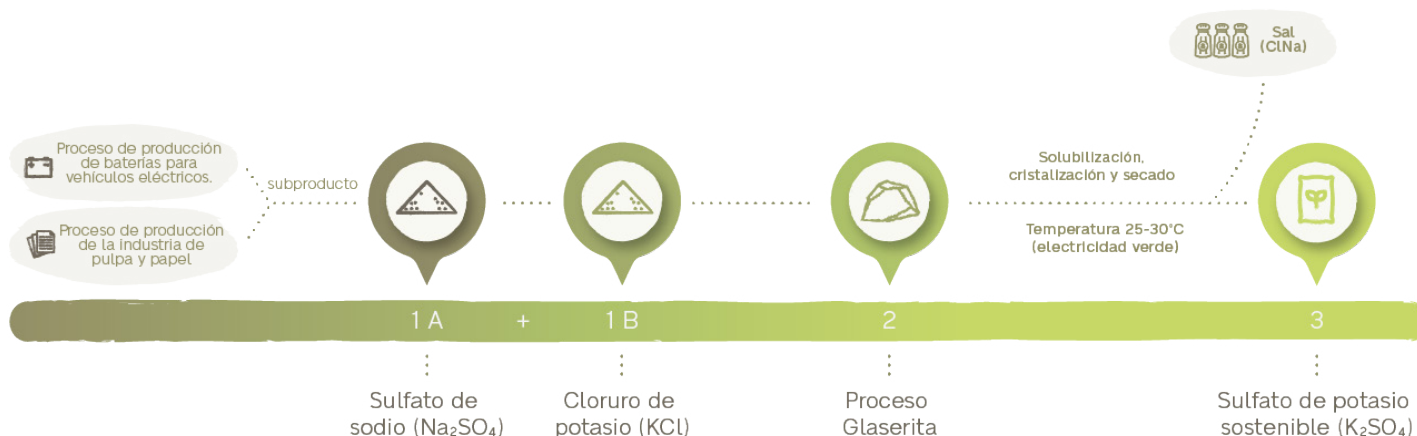 Sal
(ClNa)
Proceso de producción
de baterías para
vehículos eléctricos.
subproducto
Proceso de producción
de la industria de
pulpa y papel
Solubilización,
cristalización y secado
Temperatura 25-30°C
(electricidad verde)
1 A + 1 B 2 3
Sulfato de
sodio (Na₂SO₄)
Cloruro de
potasio (KCl)
Proceso
Glaserita
Sulfato de potasio
sostenible (K₂SO₄)